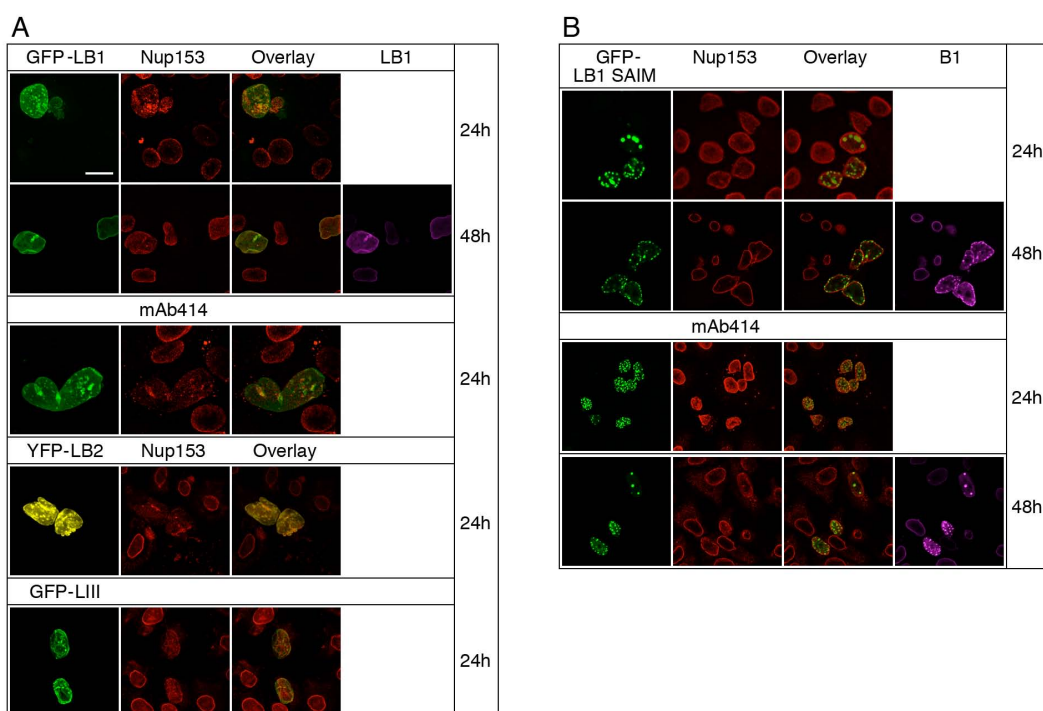 A
GFP-LB1 Nup153 Overlay LB1
24h
48h
mAb414
24h
YFP-LB2 Nup153 Overlay
24h
GFP-LIII
24h
B
GFP- Nup153 Overlay B1
LB1 SAIM
24h
48h
mAb414
24h
48h